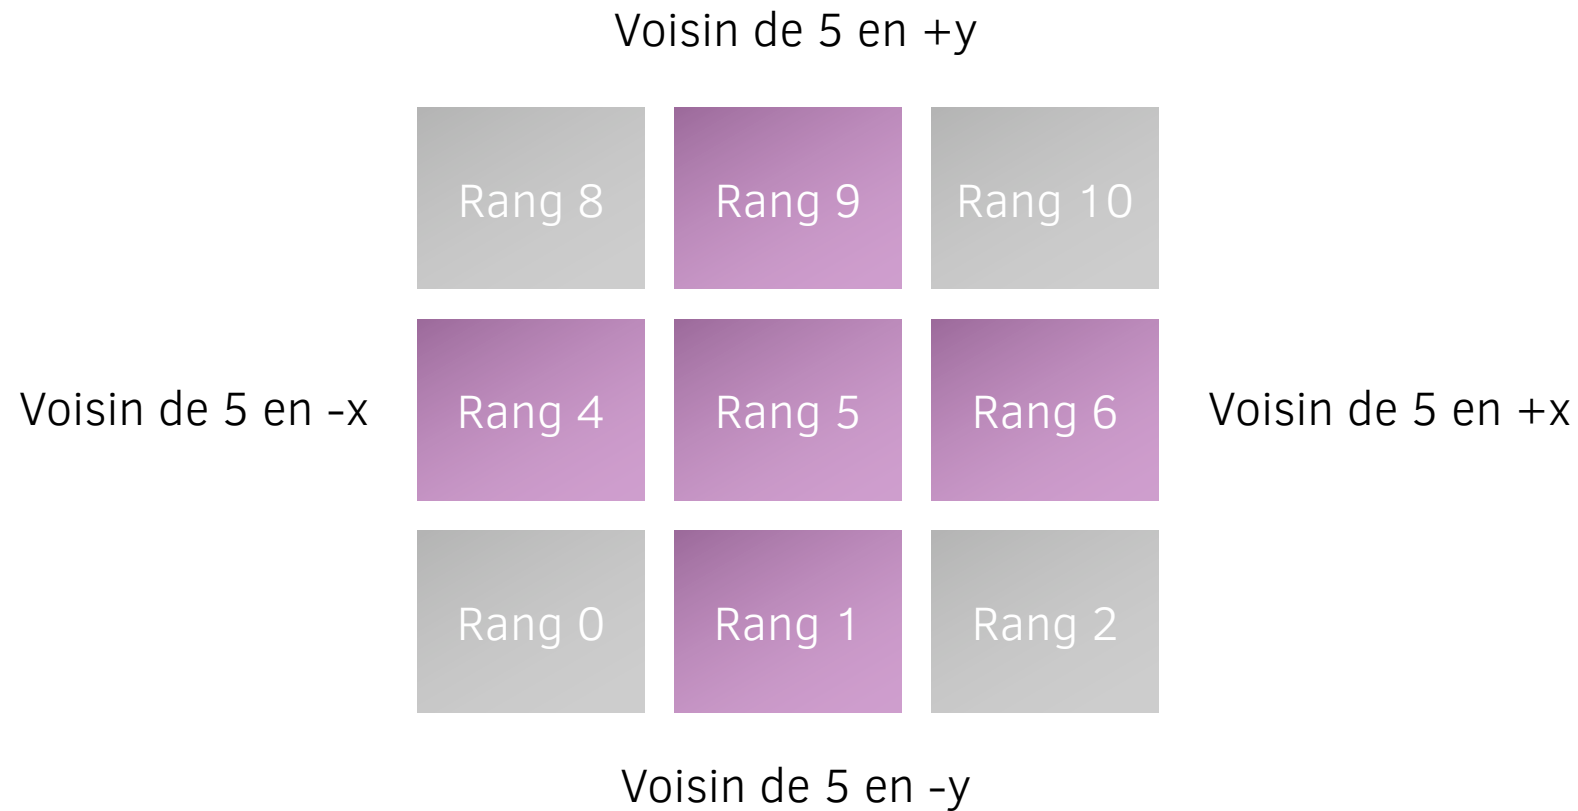 Voisin de 5 en +y
Rang 8
Rang 9
Rang 10
Voisin de 5 en -x
Rang 4
Rang 5
Rang 6
Voisin de 5 en +x
Rang 0
Rang 1
Rang 2
Voisin de 5 en -y